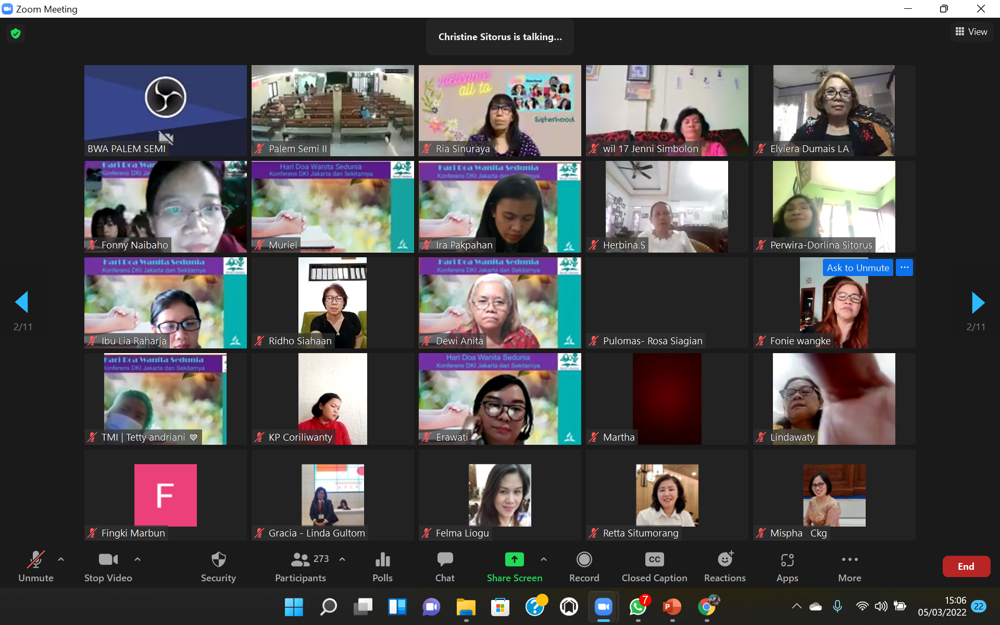 Zoom Meeting
Christine Sitorus is talking...
View
BWA PALEM SEMI
Palem Semi II
welcome
all to
Sisterhood
Ria Sinuraya
wil 17 Jenni Simbolon
Elviera Dumais LA
Hari Doa Wa
Konferens DKI Ja
Fonny Naibaho
Hari Doa Wanita Sedunia
Konferens DKI Jakarta dan Sekitarnya
Muriel
Hari Doa Wanita Sedunia
Konferens DKI Jakarta dan Sekitarnya
Ira Pakpahan
Herbina.S
Perwira-Dorlina Sitorus
2/11
Hari Doa Wanita Sedunia
Konferens DKI Jakarta dan Sekitarnya
Ibu Lia Raharja
Ridho Siahaan
Hari Doa Wanita Sedunia
Konferens DKI Jakarta dan Sekitarnya
Dewi Anita
Pulomas- Rosa Siagian
Ask to Unmute
...
Fonie wangke
2/11
Hari Doa Wanita Sedunia
Konferens DKI Jakarta dan Sekitarnya
TMI | Tetty andriani
KP Coriliwanty
Hari Doa Wanita Sedunia
Konferens DKI Jakarta dan Sekitarnya
Erawati
Martha
Lindawaty
F
Fingki Marbun
Gracia - Linda Gultom
Felma Liogu
Retta Situmorang
Mispha Ckg
Unmute
Stop Video
Security
273
Participants
Polls
Chat
Share Screen
Record
CC
Closed Caption
Reactions
Apps
More
End
7
P
15:06
05/03/2022
22